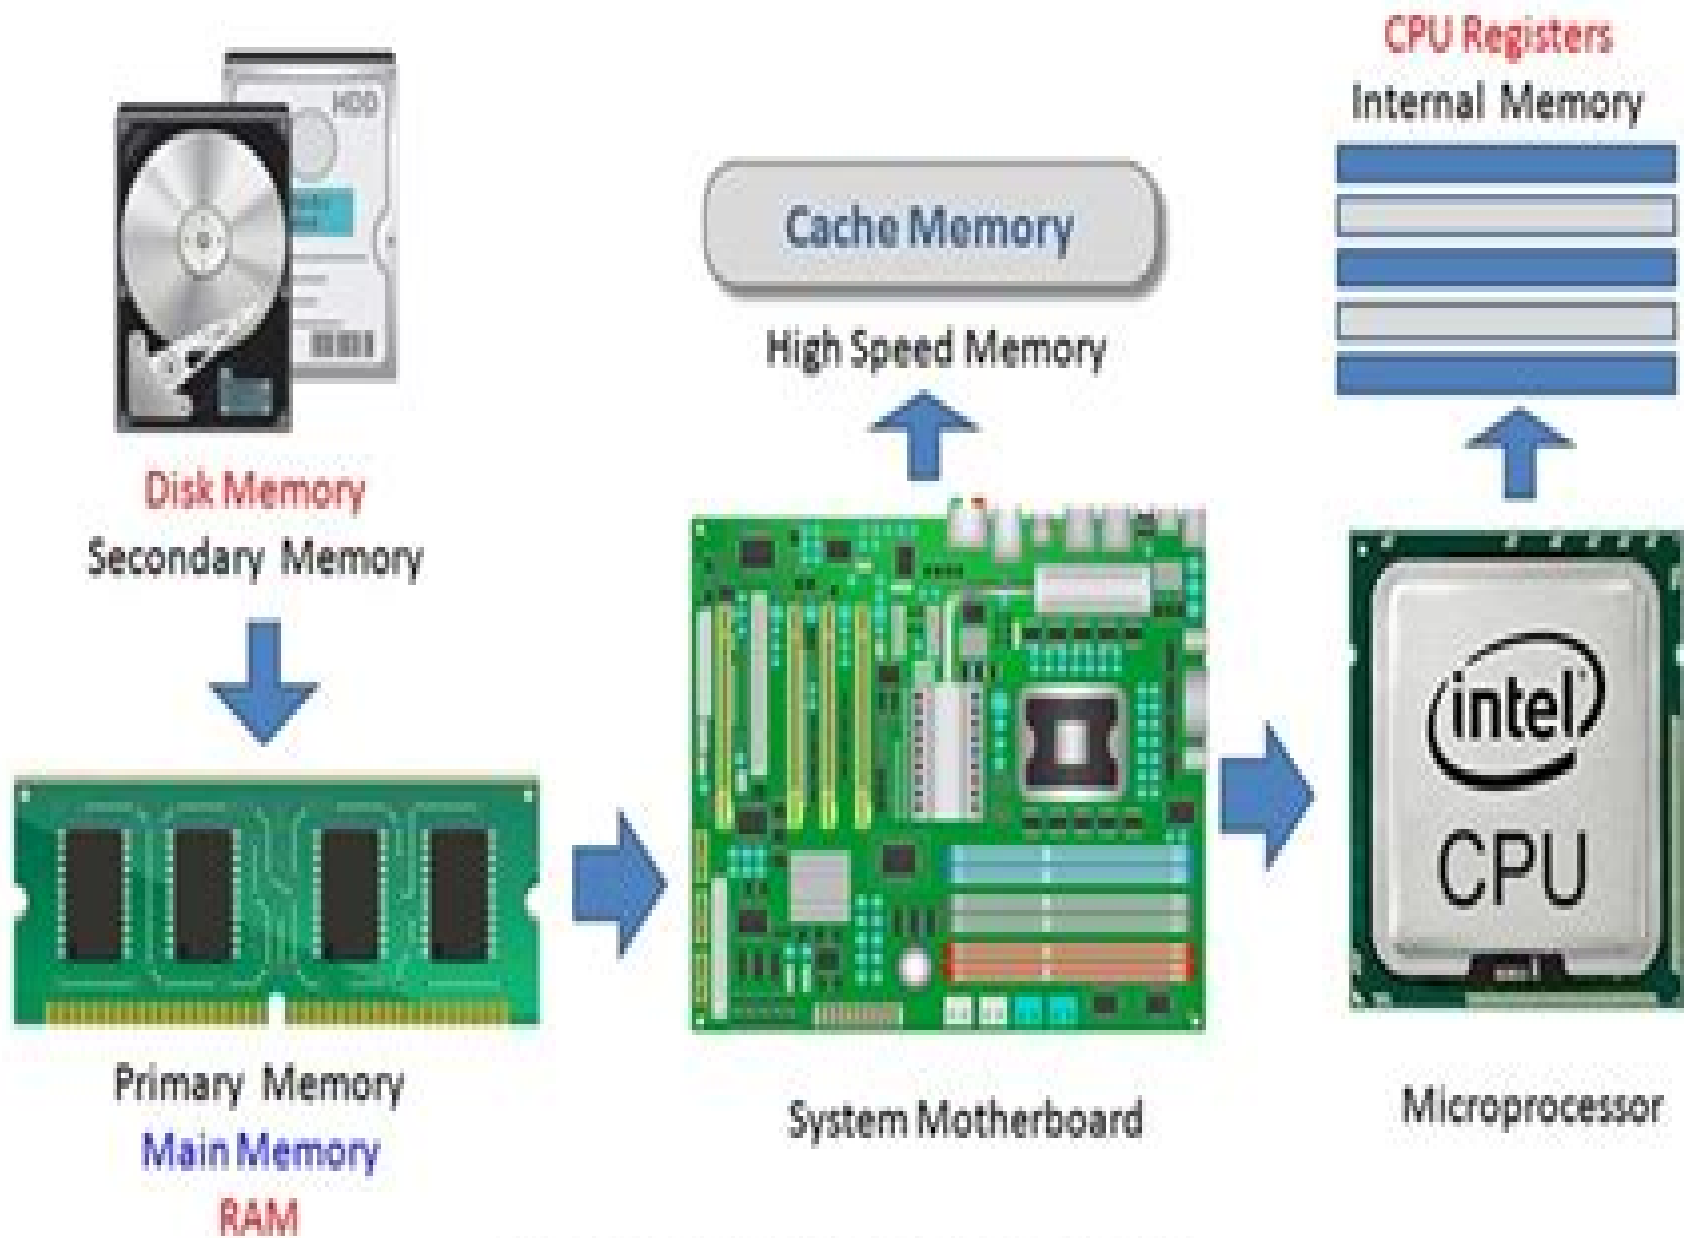 HDD
Disk Memory
Secondary Memory
Primary Memory
Main Memory
RAM
Cache Memory
High Speed Memory
System Motherboard
CPU Registers
Internal Memory
intel
CPU
Microprocessor